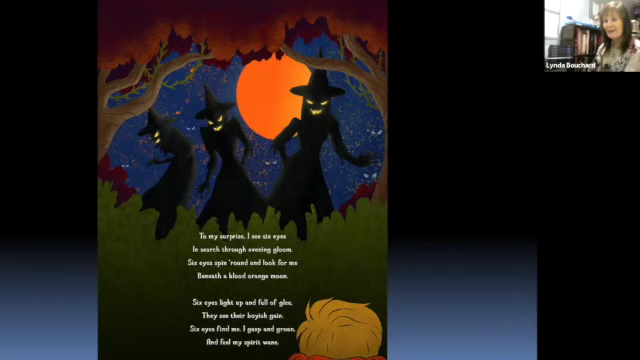 To my surprise, I see six eyes
In search through evening gloom.
Six eyes spin 'round and look for me
Beneath a blood orange moon.
Six eyes light up and full of glee,
They see their boyish gain.
Six eyes find me. I gasp and groan,
And feel my spirit wane.
Lynda Bouchard